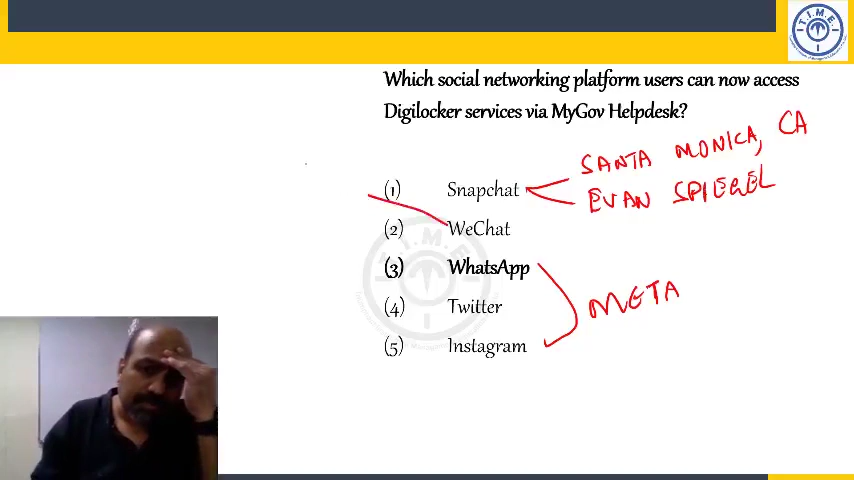 T.I.M.E.
Which social networking platform users can now access
Digilocker services via MyGov Helpdesk?
SANTA MONICA, CA
(1) Snapchat
EVAN SPIEGEL
(2) WeChat
(3) WhatsApp
META
(4) Twitter
(5) Instagram